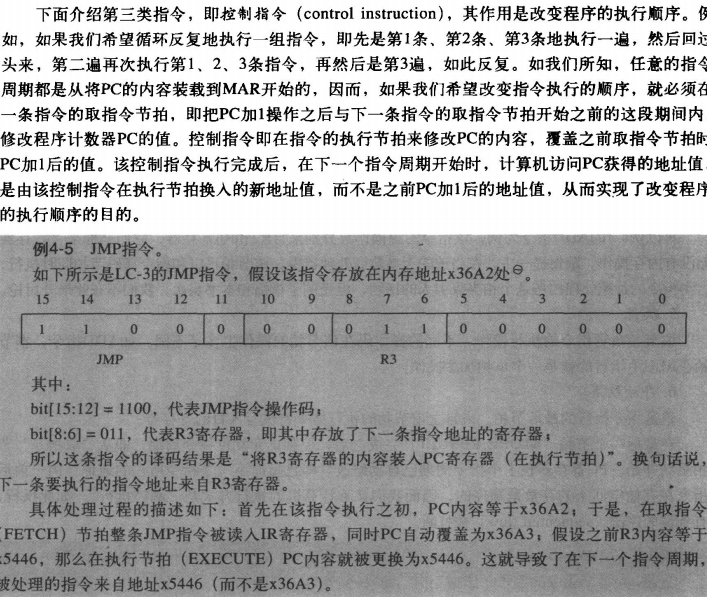 下面介绍第三类指令，即控制指令（control instruction），其作用是改变程序的执行顺序。例
如，如果我们希望循环反复地执行一组指令，即先是第1条、第2条、第3条地执行一遍，然后回过
头来，第二遍再次执行第1、2、3条指令，再然后是第3遍，如此反复。如我们所知，任意的指令
周期都是从将PC的内容装载到MAR开始的，因而，如果我们希望改变指令执行的顺序，就必须在
一条指令的取指令节拍，即把PC加1操作之后与下一条指令的取指令节拍开始之前的这段期间内
修改程序计数器PC的值。控制指令即在指令的执行节拍来修改PC的内容，覆盖之前取指令节拍时
PC加1后的值。该控制指令执行完成后，在下一个指令周期开始时，计算机访问PC获得的地址值
是由该控制指令在执行节拍换入的新地址值，而不是之前PC加1后的地址值，从而实现了改变程序
的执行顺序的目的。
例4-5 JMP指令。
如下所示是LC-3的JMP指令，假设该指令存放在内存地址x36A2处⊖。
15 14 13 12 11 10 9 8 7 6 5 4 3 2 1 0
1 1 0 0 0 0 0 0 1 1 0 0 0 0 0 0
JMP R3
其中：
bit[15:12] = 1100，代表JMP指令操作码；
bit[8:6] = 011，代表R3寄存器，即其中存放了下一条指令地址的寄存器；
所以这条指令的译码结果是“将R3寄存器的内容装入PC寄存器（在执行节拍）”。换句话说，
下一条要执行的指令地址来自R3寄存器。
具体处理过程的描述如下：首先在该指令执行之初，PC内容等于x36A2；于是，在取指令
（FETCH）节拍整条JMP指令被读入IR寄存器，同时PC自动覆盖为x36A3；假设之前R3内容等于
x5446，那么在执行节拍（EXECUTE）PC内容就被更换为x5446。这就导致了在下一个指令周期，
被处理的指令来自地址x5446（而不是x36A3）。